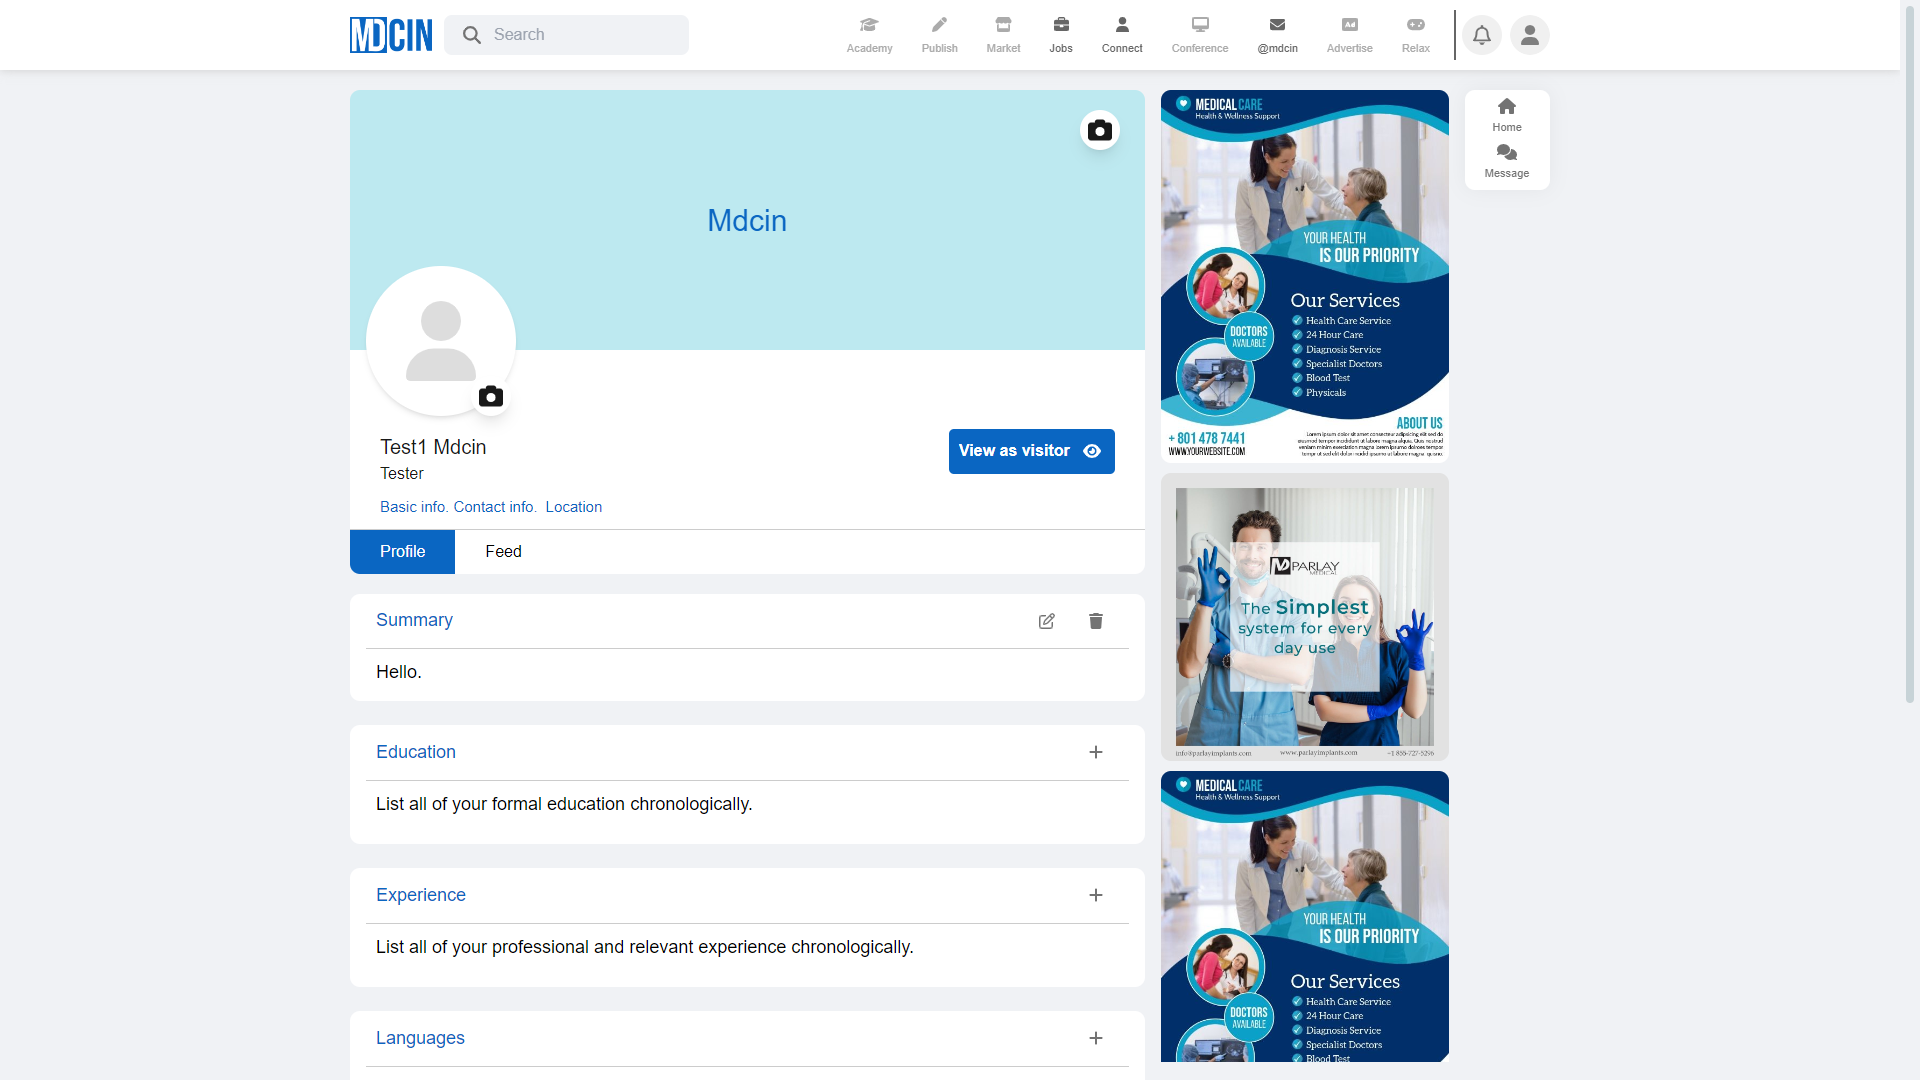 MDCIN
Search
Academy
Publish
Market
Jobs
Connect
Conference
@mdcin
Advertise
Relax
Mdcin
Test1 Mdcin
Tester
View as visitor
Basic info. Contact info. Location
Profile
Feed
Summary
Hello.
Education
List all of your formal education chronologically.
Experience
List all of your professional and relevant experience chronologically.
Languages
MEDICAL CARE
Health & Wellness Support
YOUR HEALTH
IS OUR PRIORITY
Our Services
Health Care Service
24 Hour Care
Diagnosis Service
Specialist Doctors
Blood Test
Physicals
DOCTORS
AVAILABLE
ABOUT US
+ 801 478 7441
WWW.YOURWEBSITE.COM
PARLAY
MEDICAL
The Simplest
system for every
day use
info@parlayimplants.com
www.parlayimplants.com
+1 855-727-5296
MEDICAL CARE
Health & Wellness Support
YOUR HEALTH
IS OUR PRIORITY
Our Services
Health Care Service
24 Hour Care
Diagnosis Service
Specialist Doctors
Blood Test
DOCTORS
AVAILABLE
Home
Message